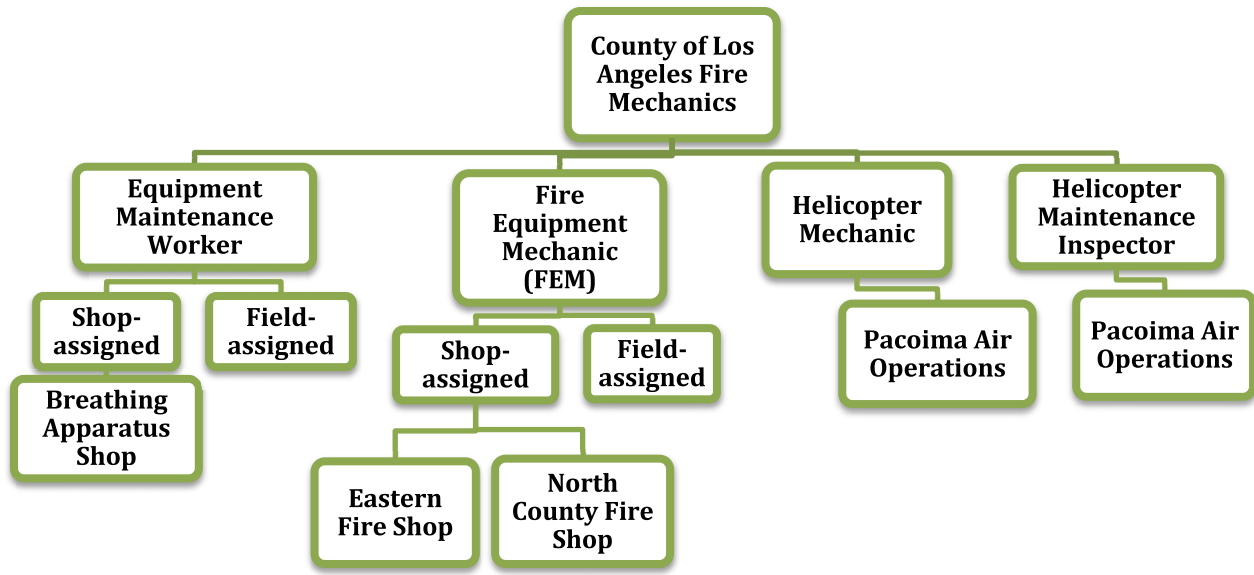 County of Los
Angeles Fire
Mechanics
Equipment
Maintenance
Worker
Fire
Equipment
Mechanic
(FEM)
Helicopter
Mechanic
Helicopter
Maintenance
Inspector
Shop-
assigned
Field-
assigned
Shop-
assigned
Field-
assigned
Pacoima Air
Operations
Pacoima Air
Operations
Breathing
Apparatus
Shop
Eastern
Fire Shop
North
County Fire
Shop